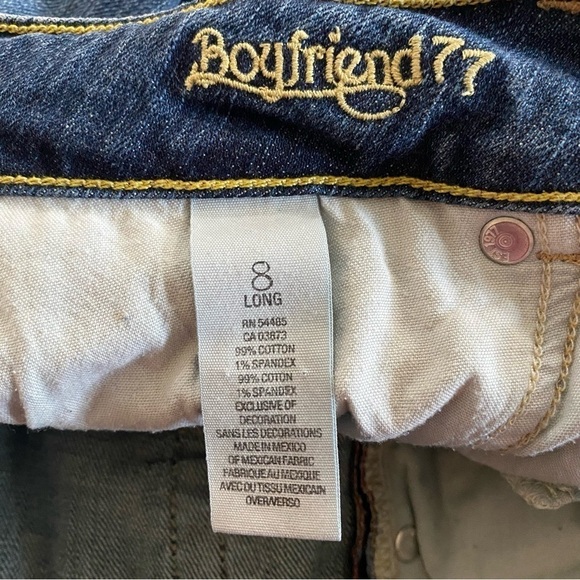 Boyfriend 77
8
LONG
RN 54485
CA 03873
99% COTTON
1% SPANDEX
99% COTON
1% SPANDEX
EXCLUSIVE OF
DECORATION
SANS LES DECORATIONS
MADE IN MEXICO
OF MEXICAN FABRIC
FABRIQUE AU MEXIQUE
AVEC DU TISSU MEXICAIN
OVER/VERSO